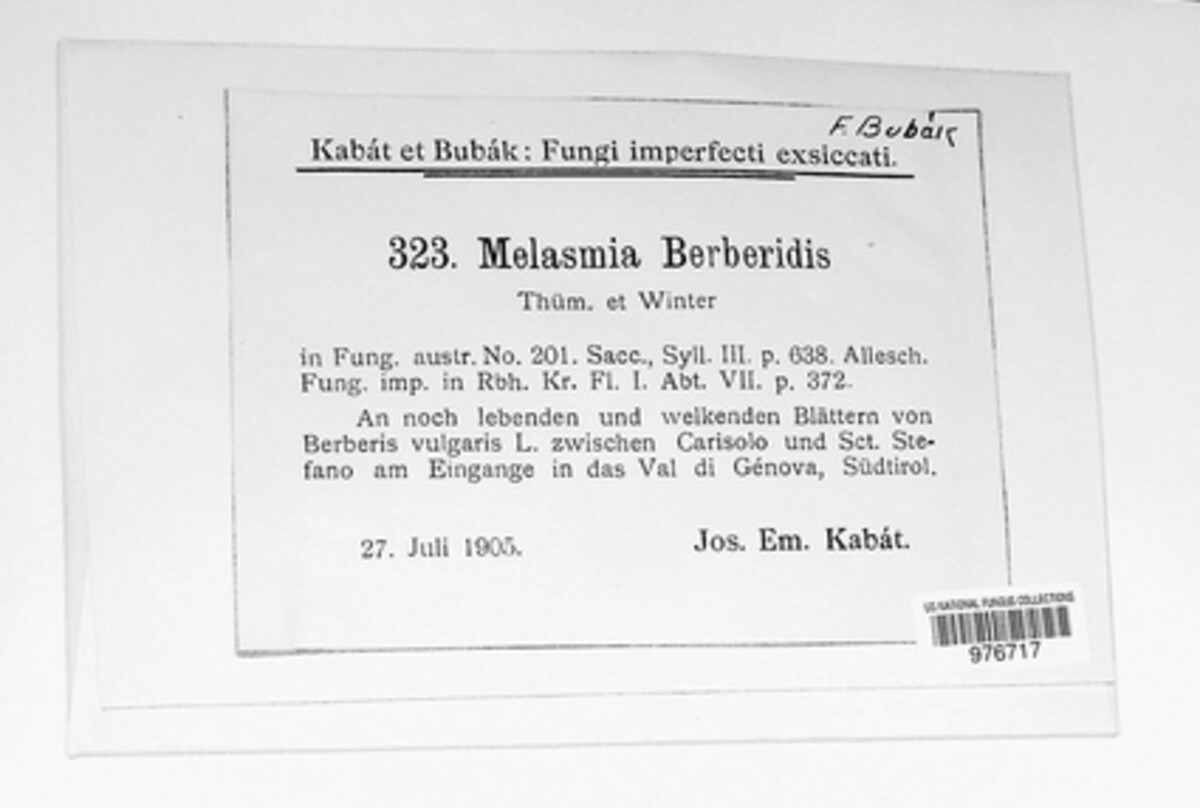 F. Bubák
Kabát et Bubák: Fungi imperfecti exsiccati.
323. Melasmia Berberidis
Thüm. et Winter
in Fung. austr. No. 201. Sacc., Syll. III. p. 638. Allesch.
Fung. imp. in Rbh. Kr. Fl. I. Abt. VII. p. 372.
An noch lebenden und welkenden Blättern von
Berberis vulgaris L. zwischen Carisolo und Sct. Ste-
fano am Eingange in das Val di Génova, Südtirol.
27. Juli 1905.
Jos. Em. Kabát.
US NATIONAL FUNGUS COLLECTIONS
976717